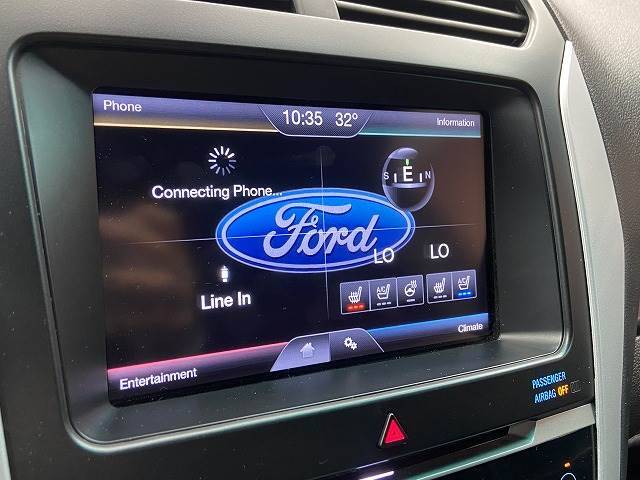 Phone
10:35 32°
Information
Connecting Phone...
S E N
Ford
LO LO
Line In
A/C A/C
Climate
Entertainment
PASSENGER
AIRBAG OFF